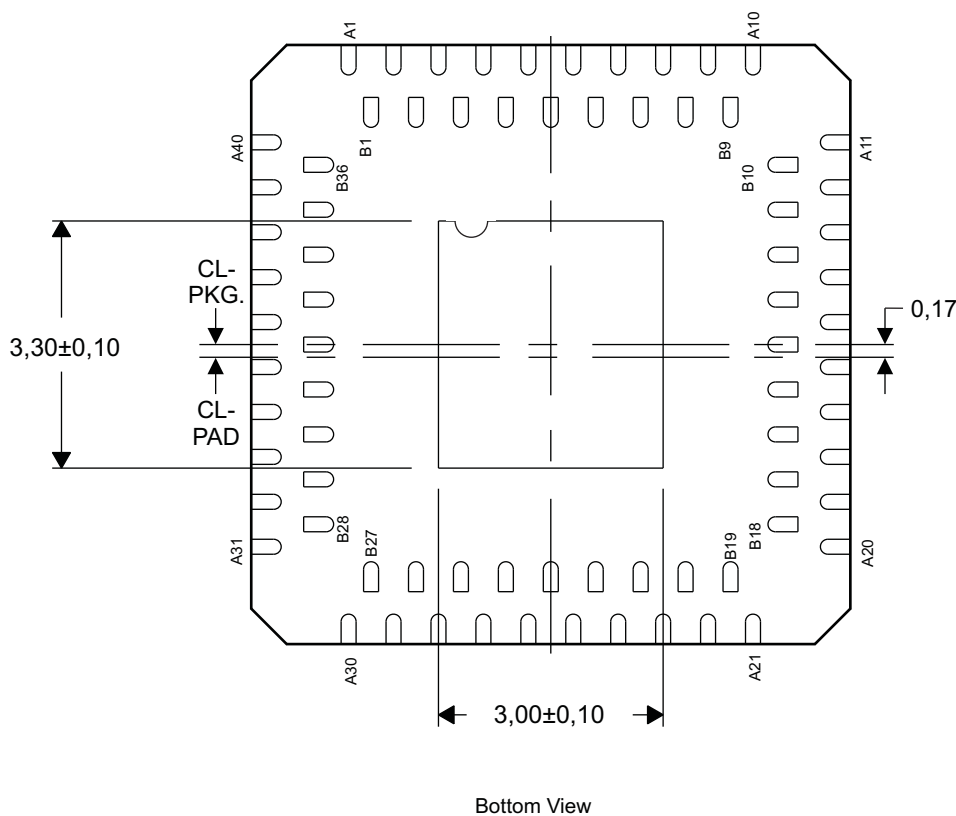 A1
A10
A40
B1
B9
A11
B36
B10
CL-
PKG.
0,17
3,30±0,10
CL-
PAD
B28
B27
B19
B18
A31
A20
A30
A21
3,00±0,10
Bottom View